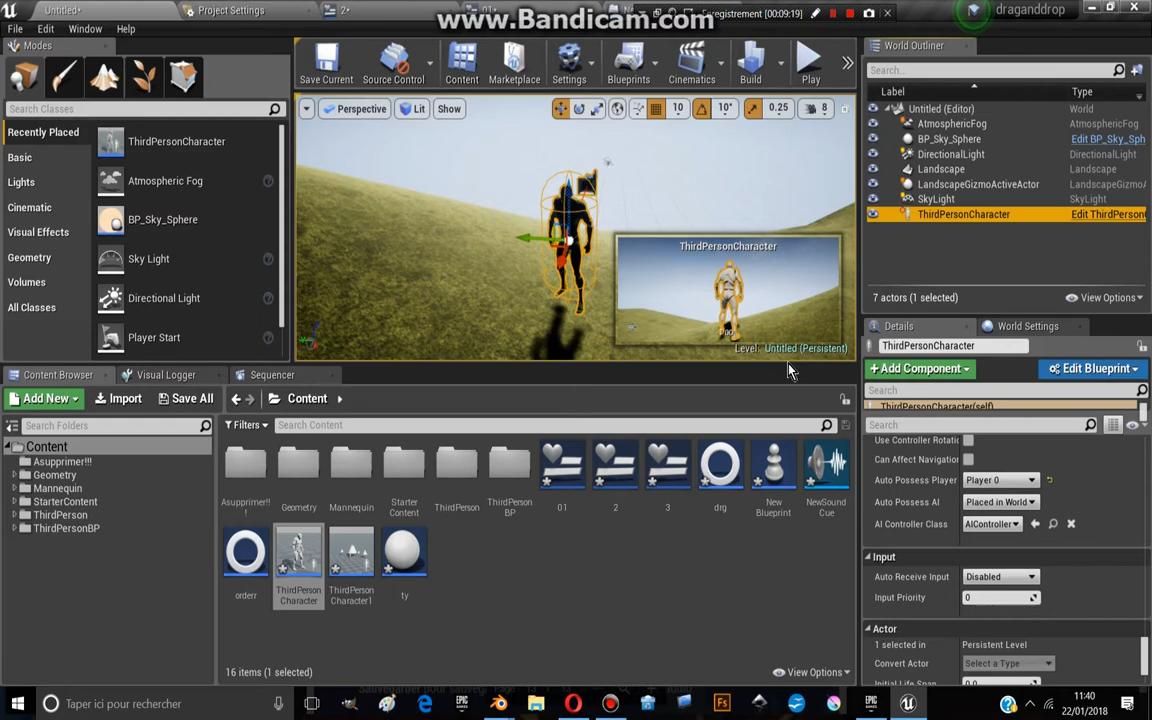 Untitled*
Project Settings
2*
www.Bandicam.com
Enregistrement [00:09:19]
draganddrop
File Edit Window Help
Modes
Search Classes
Recently Placed
Basic
Lights
Cinematic
Visual Effects
Geometry
Volumes
All Classes
ThirdPersonCharacter
Atmospheric Fog
BP_Sky_Sphere
Sky Light
Directional Light
Player Start
Save Current
Source Control
Content
Marketplace
Settings
Blueprints
Cinematics
Build
Play
Perspective
Lit
Show
10
10°
0.25
8
ThirdPersonCharacter
Level: Untitled (Persistent)
World Outliner
Search...
Label Type
Untitled (Editor) World
AtmosphericFog AtmosphericFog
BP_Sky_Sphere Edit BP_Sky_Sph
DirectionalLight DirectionalLight
Landscape Landscape
LandscapeGizmoActiveActor LandscapeGizmo
SkyLight SkyLight
ThirdPersonCharacter Edit ThirdPerson
7 actors (1 selected)
View Options
Details
World Settings
ThirdPersonCharacter
+ Add Component
Edit Blueprint
Search
ThirdPersonCharacter(self)
Search
Use Controller Rotatic
Can Affect Navigation
Auto Possess Player Player 0
Auto Possess AI Placed in World
AI Controller Class AIController
Input
Auto Receive Input Disabled
Input Priority 0
Actor
1 selected in Persistent Level
Convert Actor Select a Type
Content Browser
Visual Logger
Sequencer
Add New
Import
Save All
Content
Search Folders
Filters
Search Content
Content
Asupprimer!!!
Geometry
Mannequin
StarterContent
ThirdPerson
ThirdPersonBP
Asupprimer!!
!
Geometry
Mannequin
Starter
Content
ThirdPerson
ThirdPerson
BP
01
2
3
drg
New
Blueprint
NewSound
Cue
orderr
ThirdPerson
Character
ThirdPerson
Character1
ty
16 items (1 selected)
View Options
Taper ici pour rechercher
11:40
22/01/2018